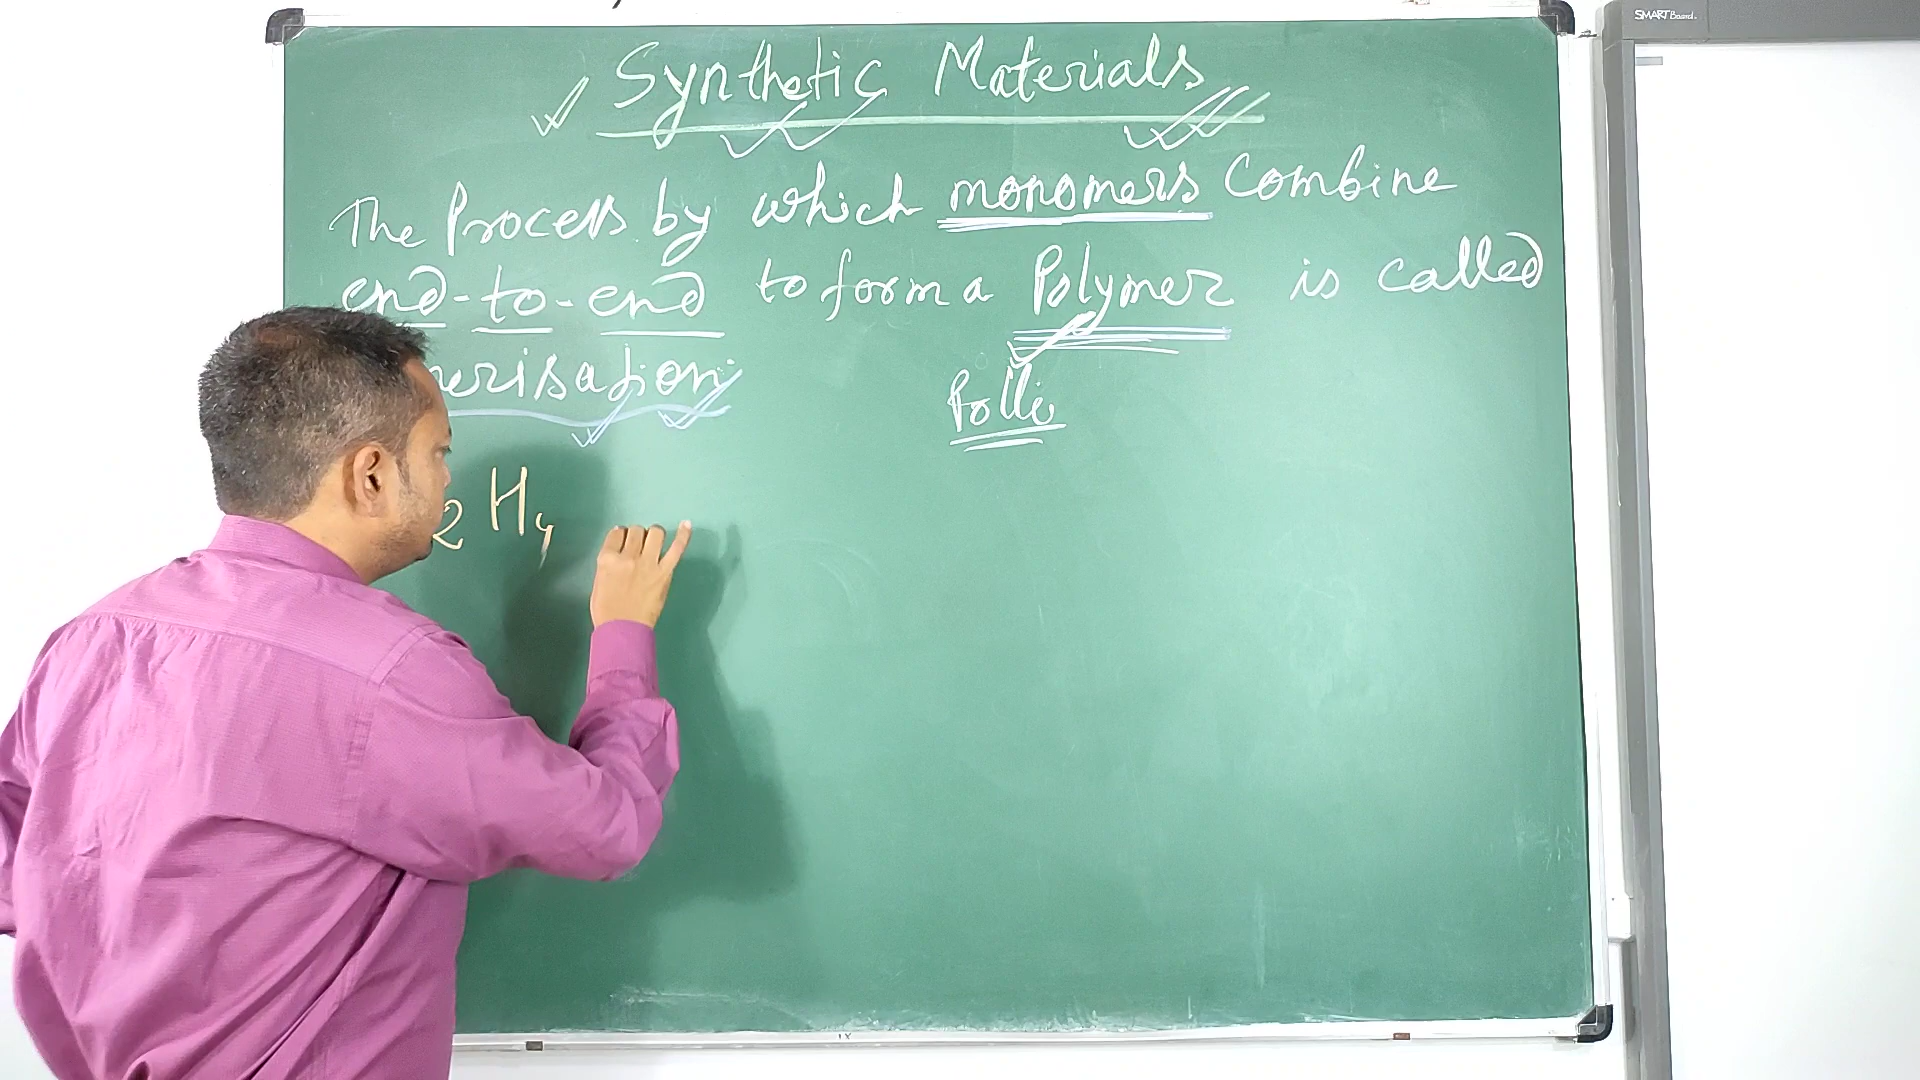 Synthetic Materials
The Process by which monomers Combine
end-to-end to form a Polymer is called
merisation
Polli
2 H4
SMART Board